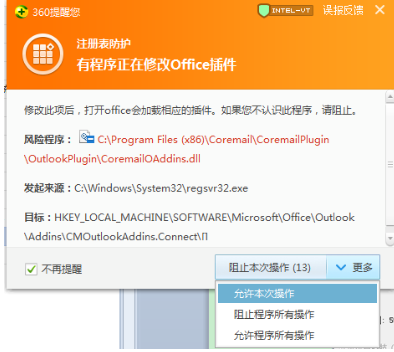 360提醒您
INTEL-VT 误报反馈
注册表防护
有程序正在修改Office插件
修改此项后，打开office会加载相应的插件。如果您不认识此程序，请阻止。
风险程序： C:\Program Files (x86)\Coremail\CoremailPlugin
\OutlookPlugin\CoremailOAddins.dll
发起来源：C:\Windows\System32\regsvr32.exe
目标：HKEY_LOCAL_MACHINE\SOFTWARE\Microsoft\Office\Outlook
\Addins\CMOutlookAddins.Connect\[]
不再提醒
阻止本次操作 (13) 更多
允许本次操作
阻止程序所有操作
允许程序所有操作